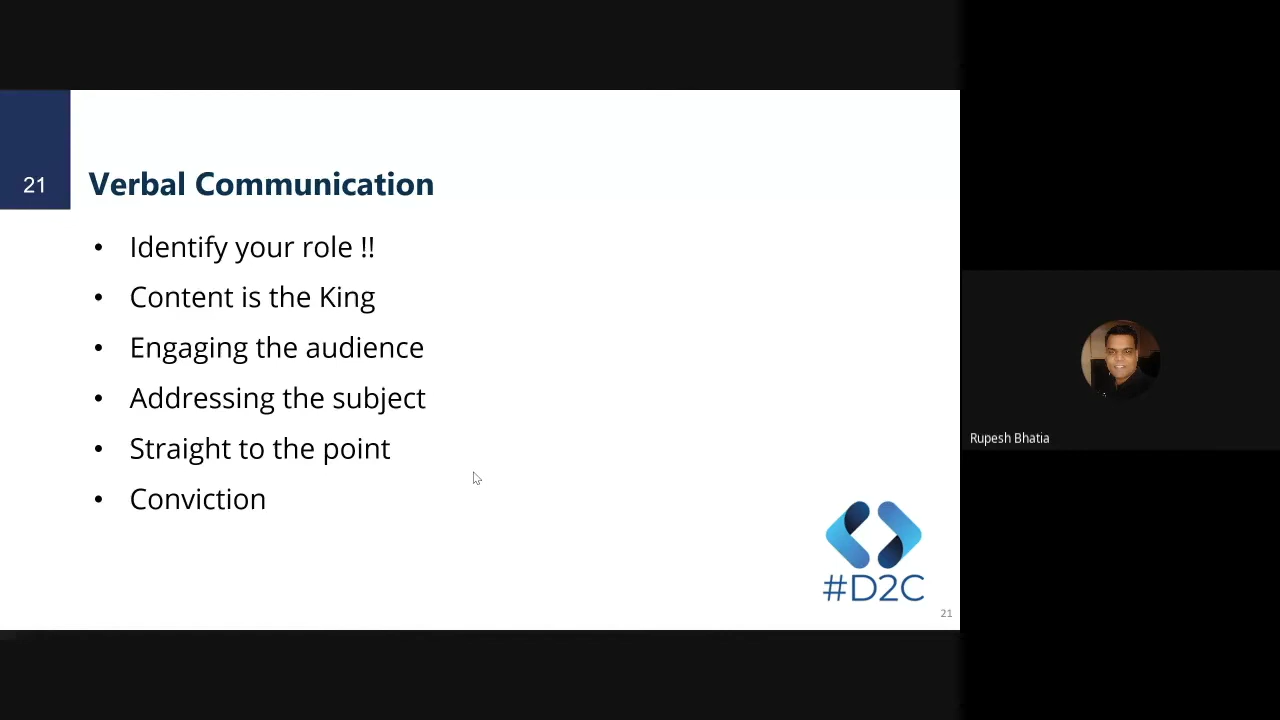 21
Verbal Communication
• Identify your role !!
• Content is the King
• Engaging the audience
• Addressing the subject
• Straight to the point
• Conviction
#D2C
21
Rupesh Bhatia